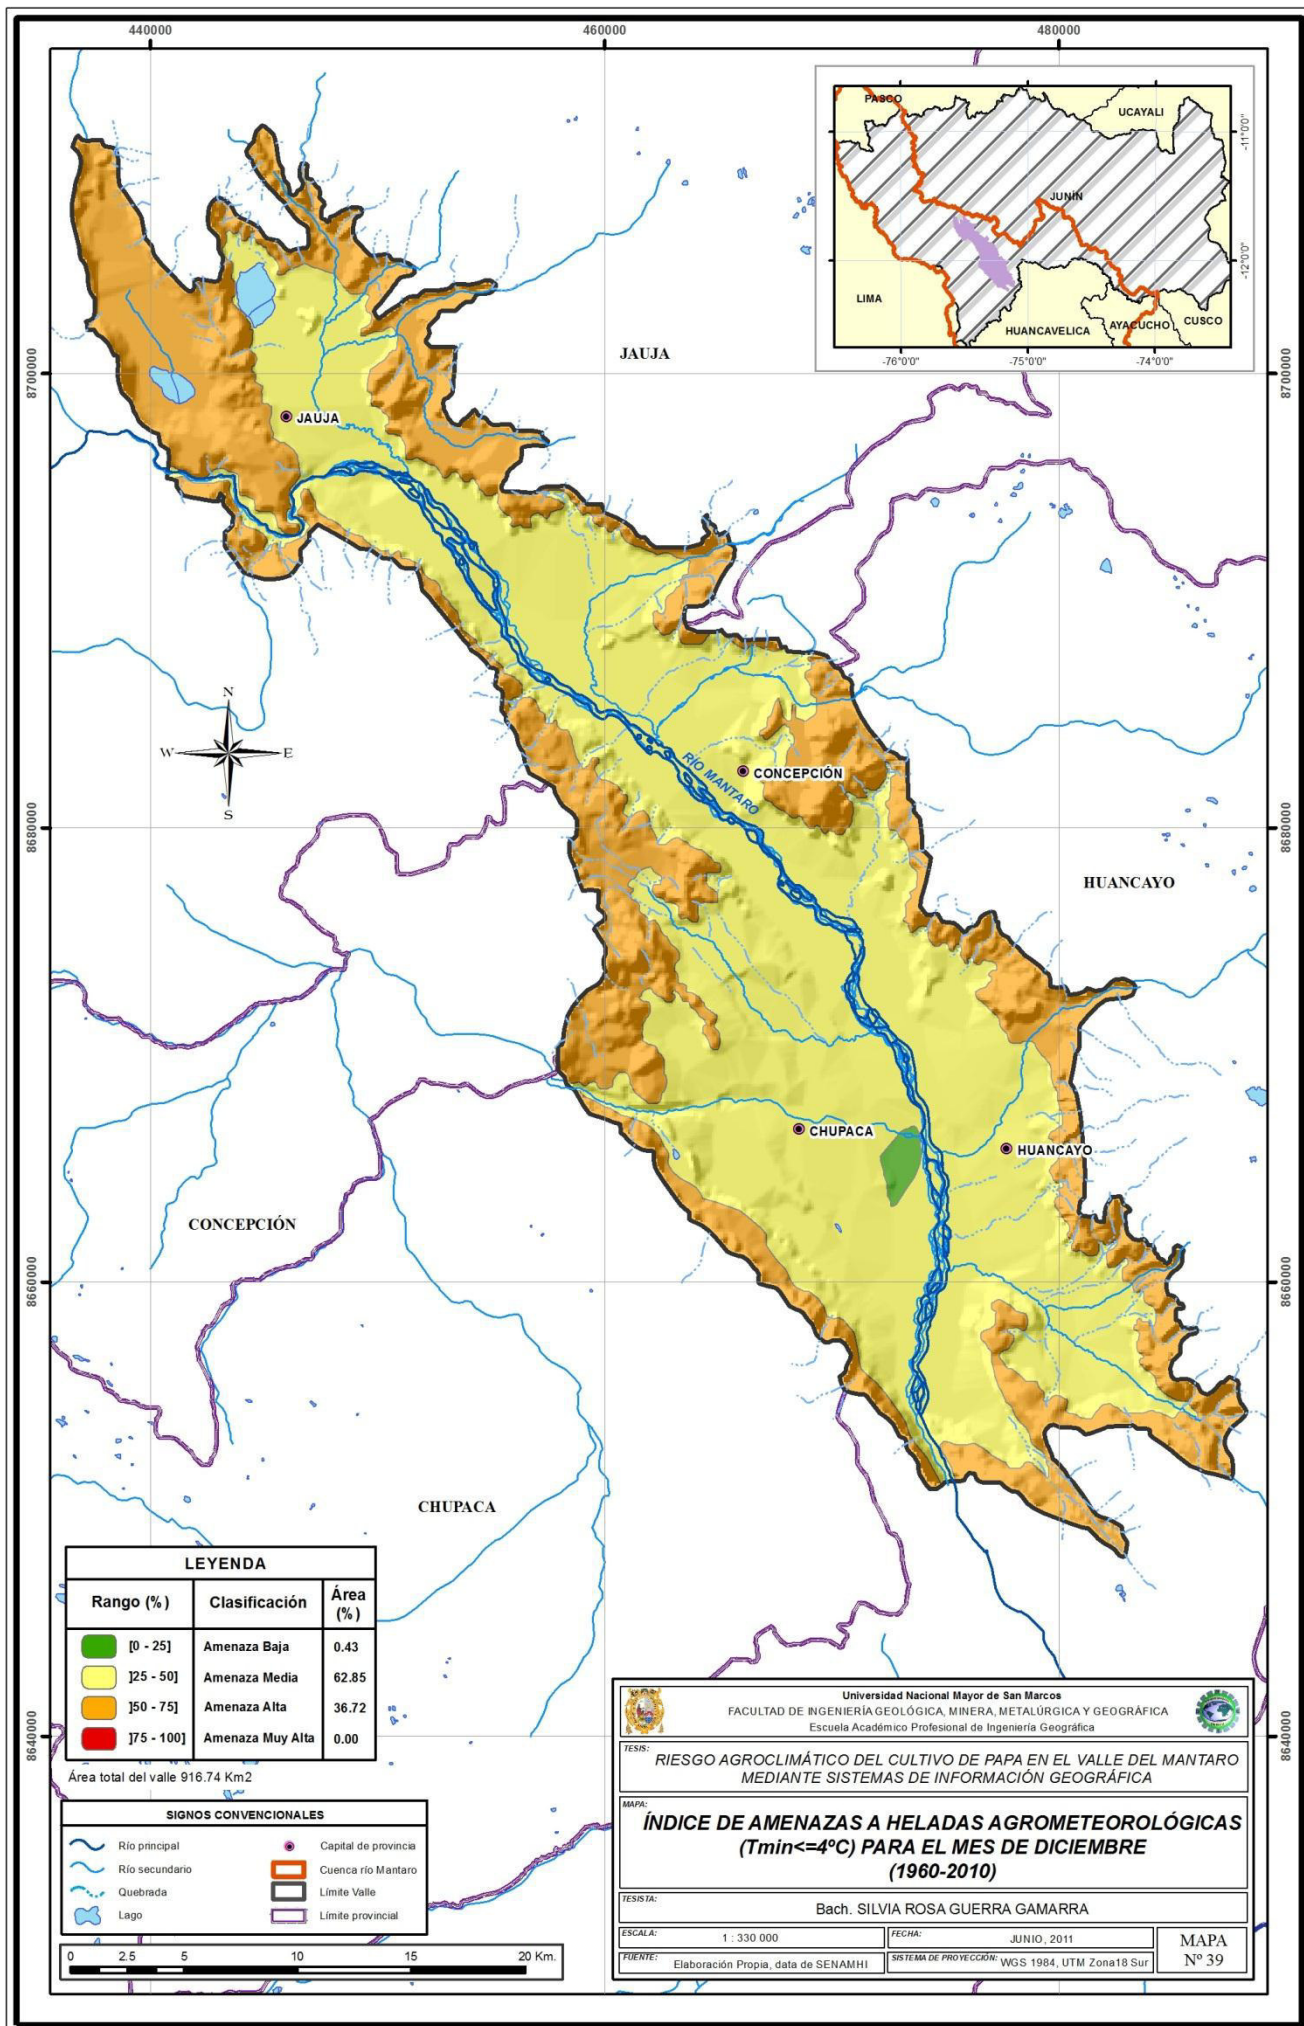 440000
460000
480000
PASCO
UCAYALI
-11°0'0"
JUNÍN
-12°0'0"
LIMA
HUANCAVELICA
AYACUCHO
CUSCO
-76°0'0"
-75°0'0"
-74°0'0"
JAUJA
8700000
8700000
JAUJA
N
W
E
S
RÍO MANTARO
CONCEPCIÓN
8680000
8680000
HUANCAYO
CHUPACA
HUANCAYO
CONCEPCIÓN
8660000
8660000
CHUPACA
LEYENDA
Rango (%) Clasificación Área (%)
[0 - 25] Amenaza Baja 0.43
]25 - 50] Amenaza Media 62.85
]50 - 75] Amenaza Alta 36.72
]75 - 100] Amenaza Muy Alta 0.00
Área total del valle 916.74 Km2
8640000
8640000
SIGNOS CONVENCIONALES
Río principal
Río secundario
Quebrada
Lago
Capital de provincia
Cuenca río Mantaro
Límite Valle
Límite provincial
0 2.5 5 10 15 20 Km.
Universidad Nacional Mayor de San Marcos
FACULTAD DE INGENIERÍA GEOLÓGICA, MINERA, METALÚRGICA Y GEOGRÁFICA
Escuela Académico Profesional de Ingeniería Geográfica
TESIS:
RIESGO AGROCLIMÁTICO DEL CULTIVO DE PAPA EN EL VALLE DEL MANTARO
MEDIANTE SISTEMAS DE INFORMACIÓN GEOGRÁFICA
MAPA:
ÍNDICE DE AMENAZAS A HELADAS AGROMETEOROLÓGICAS
(Tmin<=4ºC) PARA EL MES DE DICIEMBRE
(1960-2010)
TESISTA:
Bach. SILVIA ROSA GUERRA GAMARRA
ESCALA: 1 : 330 000
FECHA: JUNIO, 2011
FUENTE: Elaboración Propia, data de SENAMHI
SISTEMA DE PROYECCIÓN: WGS 1984, UTM Zona18 Sur
MAPA
Nº 39